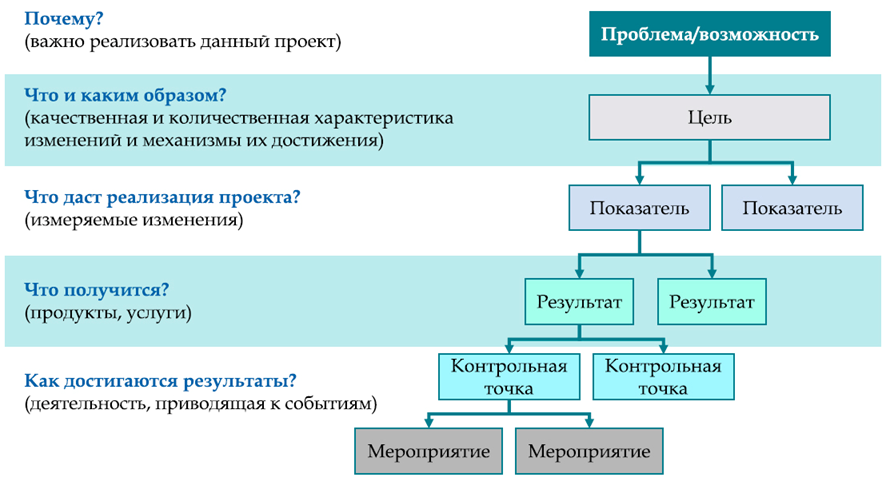 Почему?
(важно реализовать данный проект)
Проблема/возможность
Что и каким образом?
(качественная и количественная характеристика
изменений и механизмы их достижения)
Цель
Что даст реализация проекта?
(измеряемые изменения)
Показатель
Показатель
Что получится?
(продукты, услуги)
Результат
Результат
Как достигаются результаты?
(деятельность, приводящая к событиям)
Контрольная
точка
Контрольная
точка
Мероприятие
Мероприятие